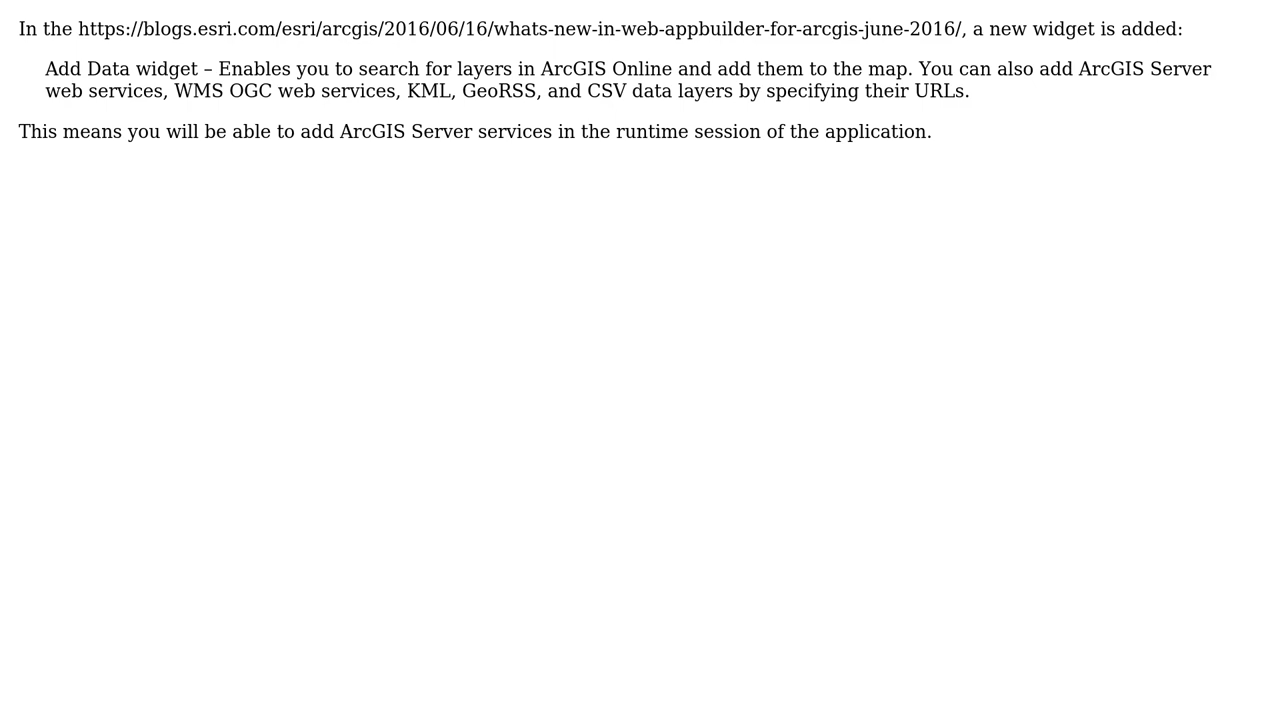 In the https://blogs.esri.com/esri/arcgis/2016/06/16/whats-new-in-web-appbuilder-for-arcgis-june-2016/, a new widget is added:
Add Data widget – Enables you to search for layers in ArcGIS Online and add them to the map. You can also add ArcGIS Server
web services, WMS OGC web services, KML, GeoRSS, and CSV data layers by specifying their URLs.
This means you will be able to add ArcGIS Server services in the runtime session of the application.